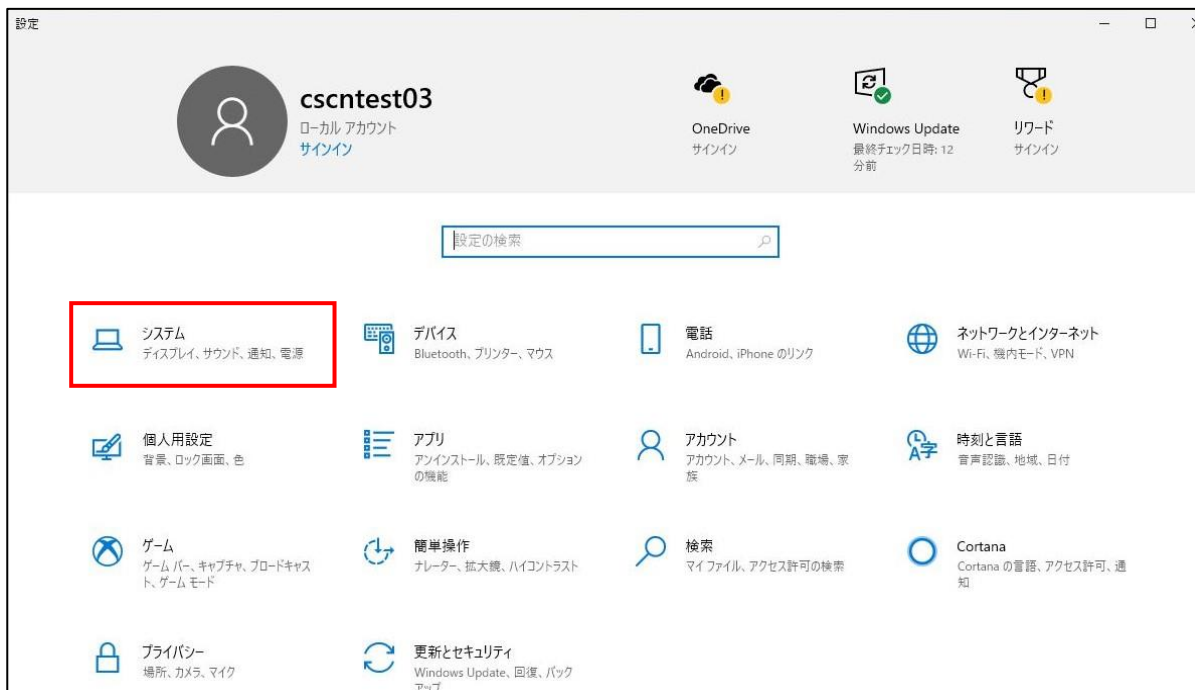 設定
cscntest03
ローカル アカウント
サインイン
OneDrive
サインイン
Windows Update
最終チェック日時: 12
分前
リワード
サインイン
設定の検索
システム
ディスプレイ、サウンド、通知、電源
デバイス
Bluetooth、プリンター、マウス
電話
Android、iPhone のリンク
ネットワークとインターネット
Wi-Fi、機内モード、VPN
個人用設定
背景、ロック画面、色
アプリ
アンインストール、既定値、オプション
の機能
アカウント
アカウント、メール、同期、職場、家
族
時刻と言語
音声認識、地域、日付
ゲーム
ゲーム バー、キャプチャ、ブロードキャス
ト、ゲーム モード
簡単操作
ナレーター、拡大鏡、ハイコントラスト
検索
マイ ファイル、アクセス許可の検索
Cortana
Cortana の言語、アクセス許可、通
知
プライバシー
場所、カメラ、マイク
更新とセキュリティ
Windows Update、回復、バック
アップ